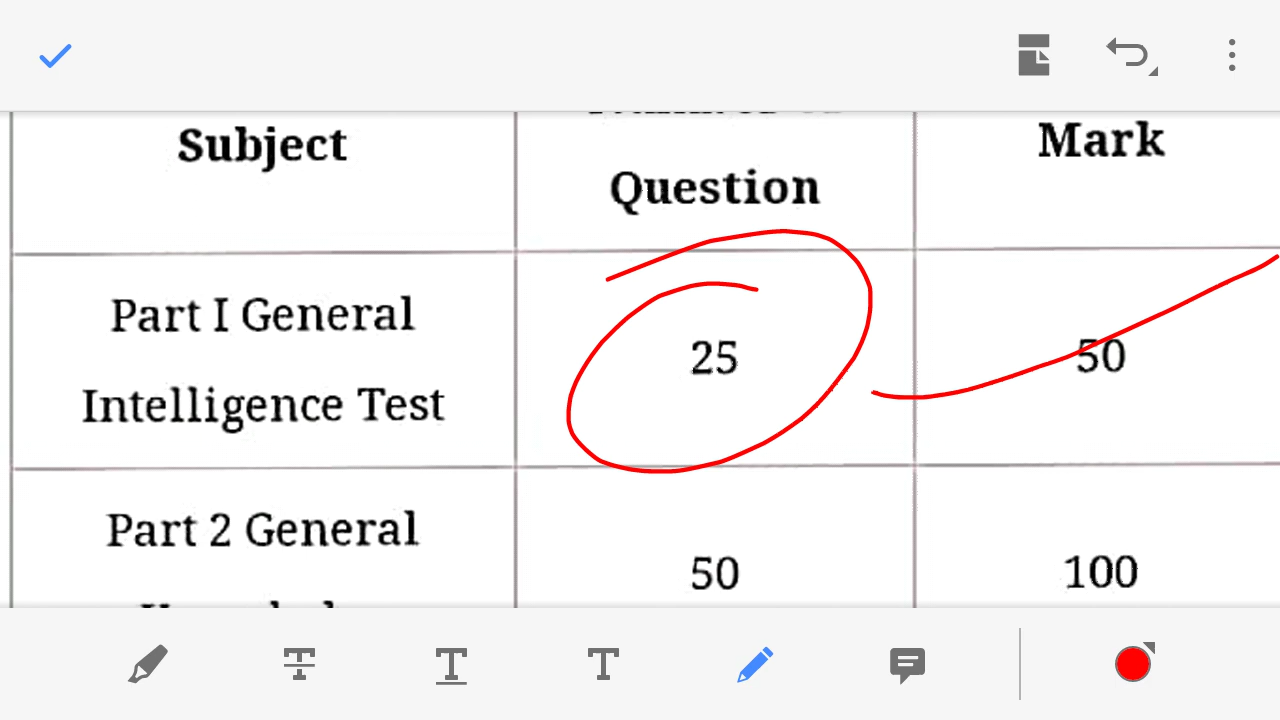 Subject
Question
Mark
Part I General
Intelligence Test
25
50
Part 2 General
50
100